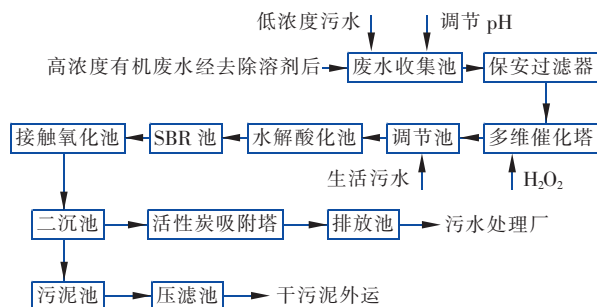 低浓度污水 调节 pH
高浓度有机废水经去除溶剂后 废水收集池 保安过滤器
接触氧化池 SBR 池 水解酸化池 调节池 多维催化塔
生活污水 H₂O₂
二沉池 活性炭吸附塔 排放池 污水处理厂
污泥池 压滤池 干污泥外运